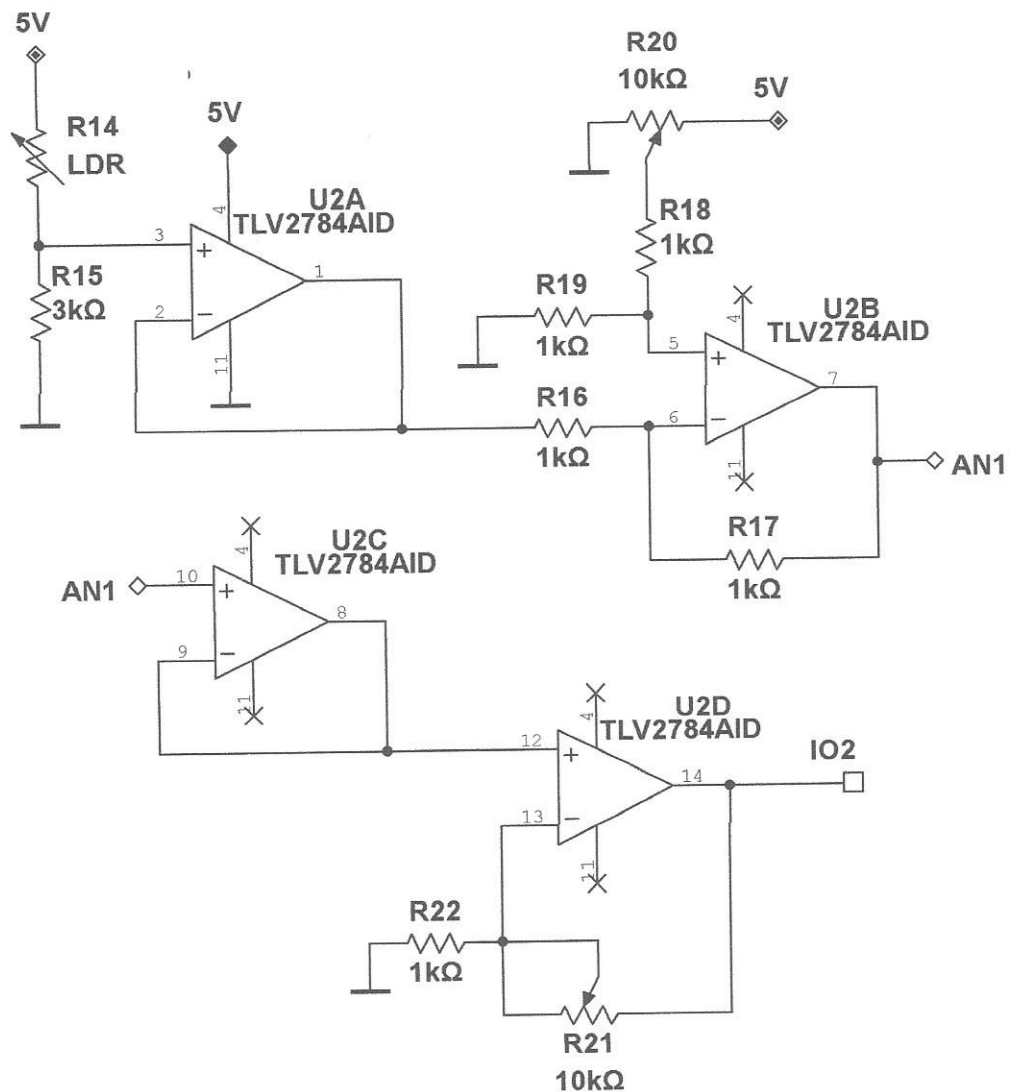 5V
R14
LDR
R15
3kΩ
5V
U2A
TLV2784AID
4
3
+
1
2
−
11
R20
10kΩ
5V
R18
1kΩ
R19
1kΩ
U2B
TLV2784AID
4
5
+
7
6
−
11
R16
1kΩ
AN1
R17
1kΩ
U2C
TLV2784AID
4
AN1
10
+
8
9
−
11
U2D
TLV2784AID
4
12
+
14
13
−
11
IO2
R22
1kΩ
R21
10kΩ